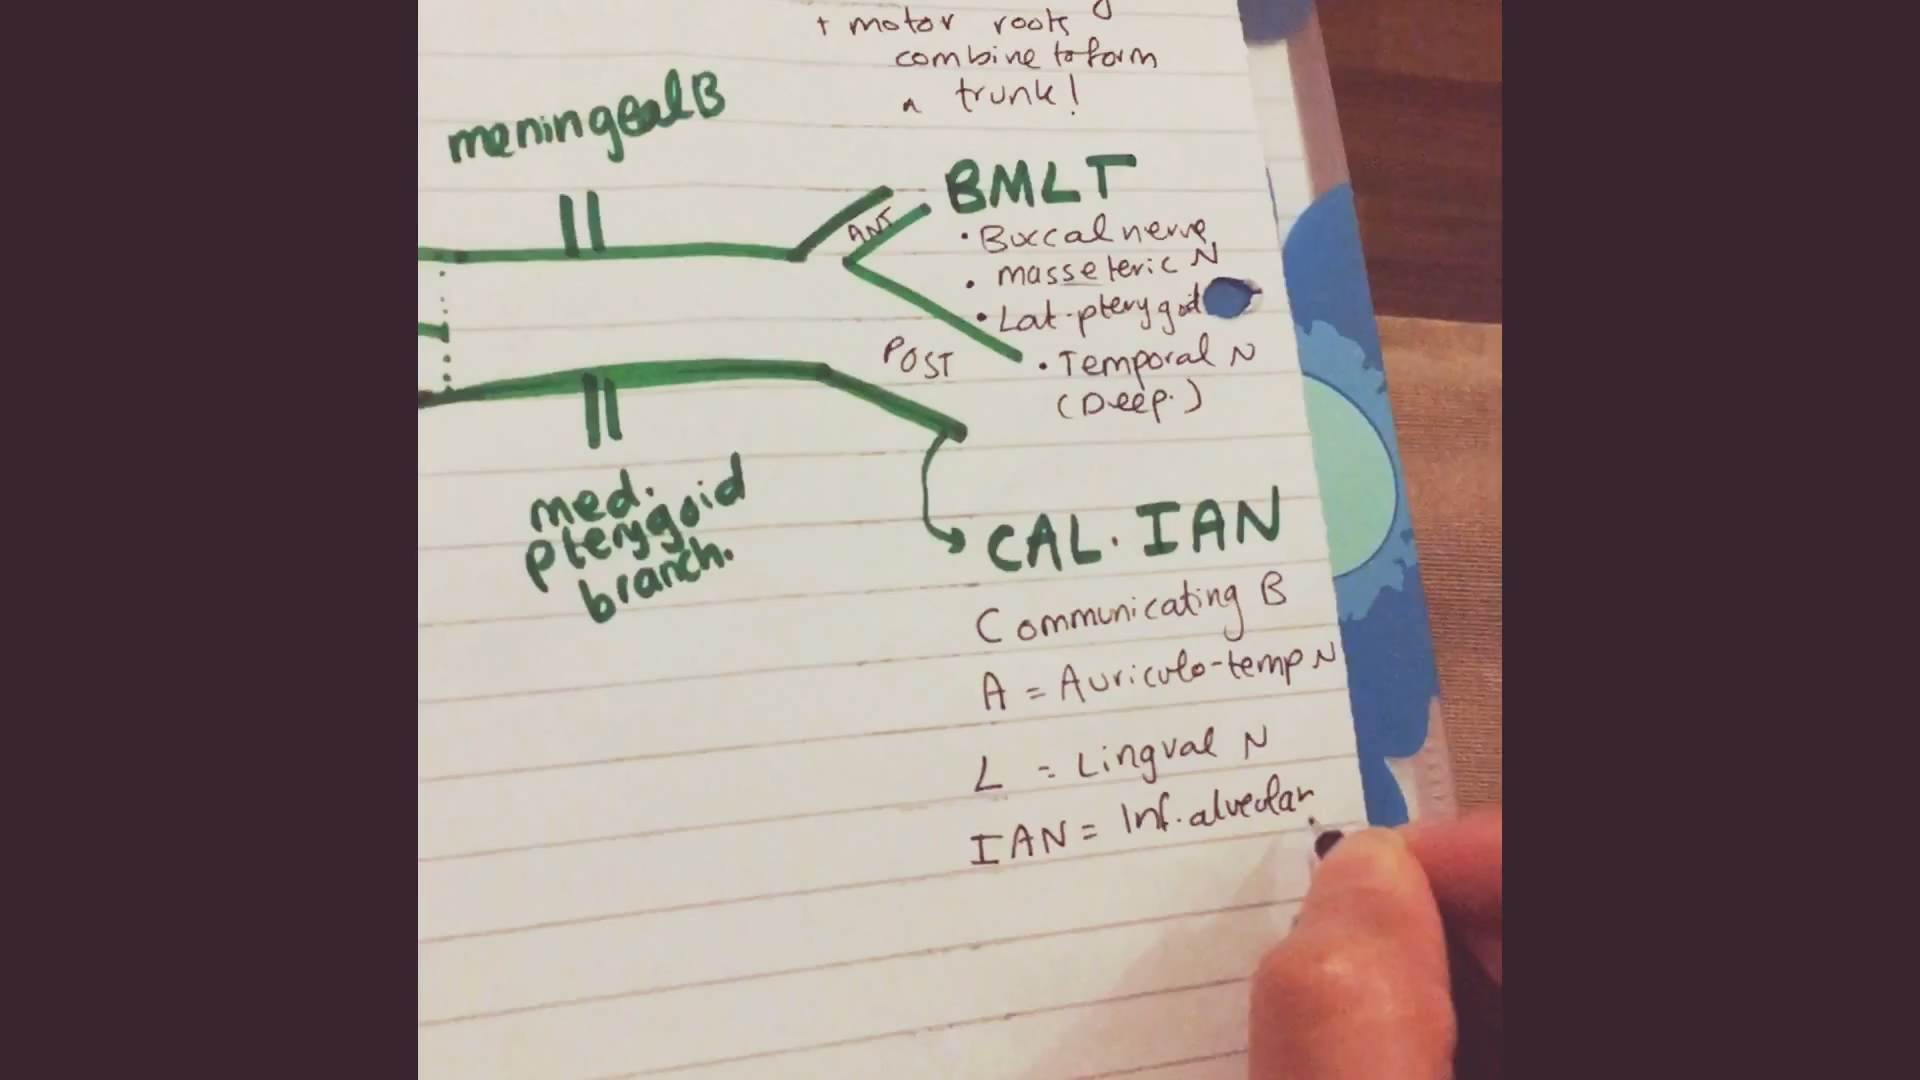 + motor roots
combine to form
a trunk!
meningeal B
BMLT
ANT
• Buccal nerve
• masseteric N
• Lat-pterygoid
POST
• Temporal N
(Deep.)
med.
pterygoid
branch.
CAL. IAN
Communicating B
A = Auriculo-temp N
L = Lingual N
IAN = Inf. alveolar